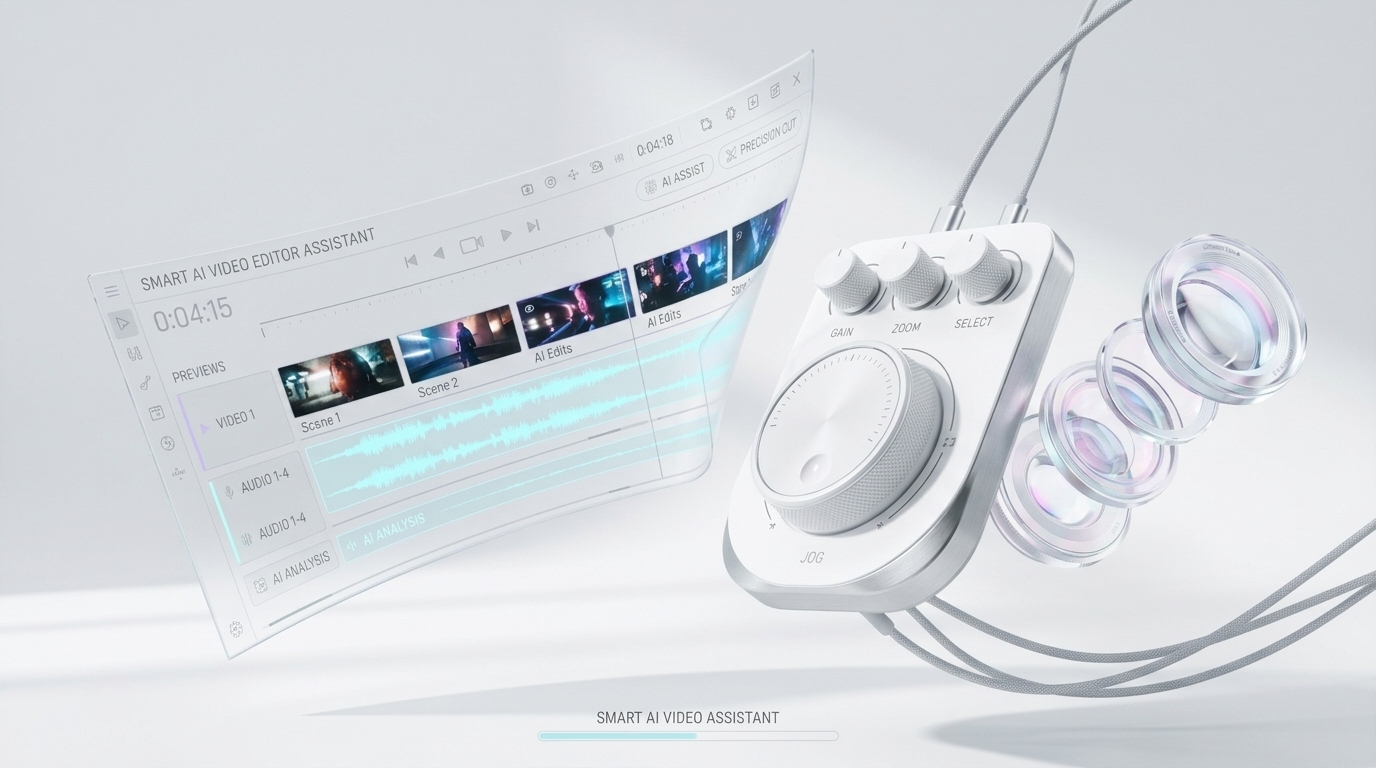 SMART AI VIDEO EDITOR ASSISTANT
0:04:18
AI ASSIST
PRECISION CUT
0:04:15
PREVIEWS
VIDEO 1
AUDIO 1-4
AUDIO 1-4
AI ANALYSIS
Scene 1
Scene 2
AI Edits
AI Edits
AI ANALYSIS
GAIN
ZOOM
SELECT
JOG
SMART AI VIDEO ASSISTANT